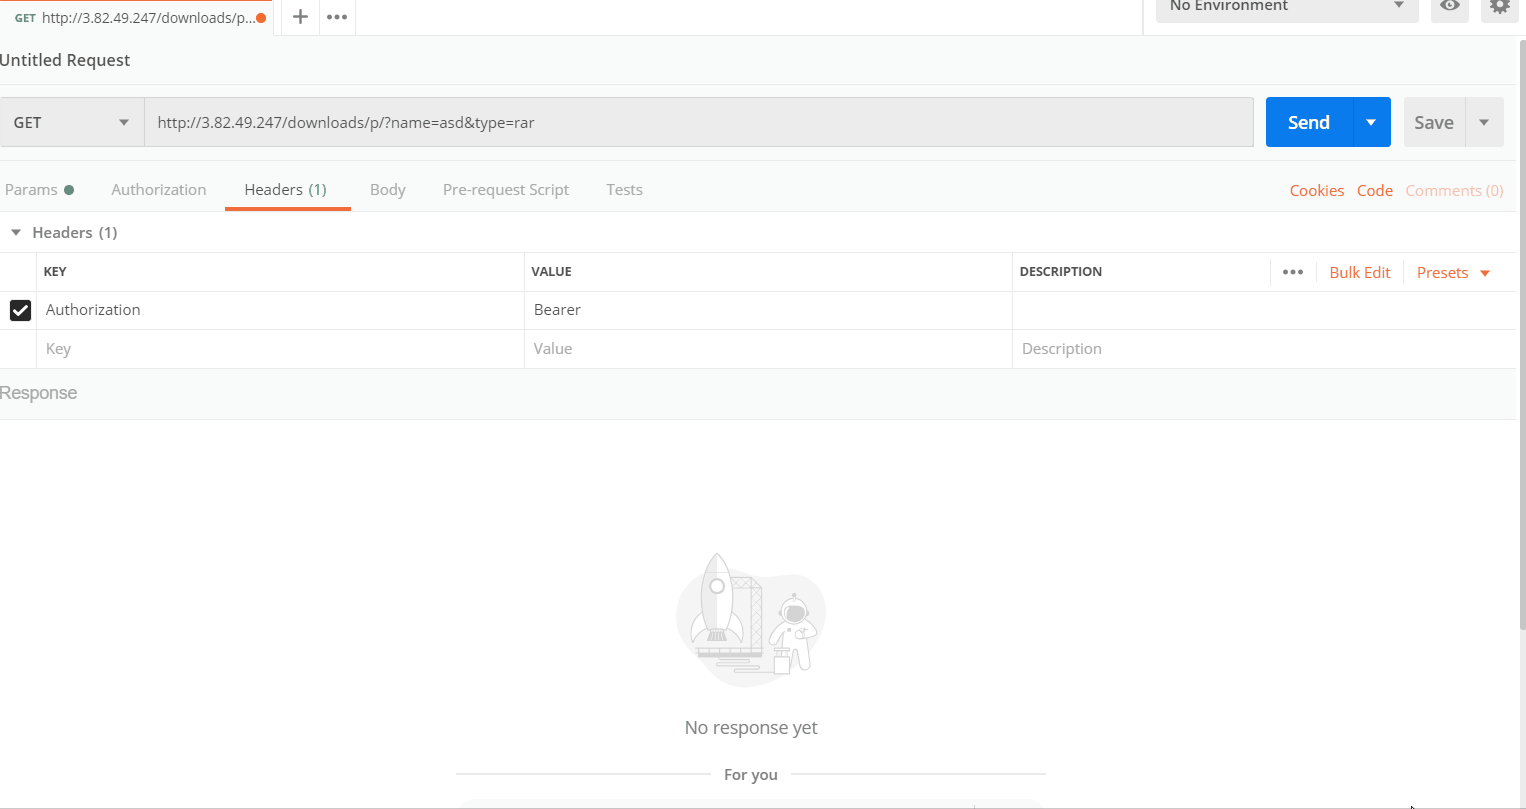 GET http://3.82.49.247/downloads/p...
No Environment
Untitled Request
GET http://3.82.49.247/downloads/p/?name=asd&type=rar Send Save
Params Authorization Headers (1) Body Pre-request Script Tests Cookies Code Comments (0)
Headers (1)
KEY VALUE DESCRIPTION Bulk Edit Presets
Authorization Bearer
Key Value Description
Response
No response yet
For you